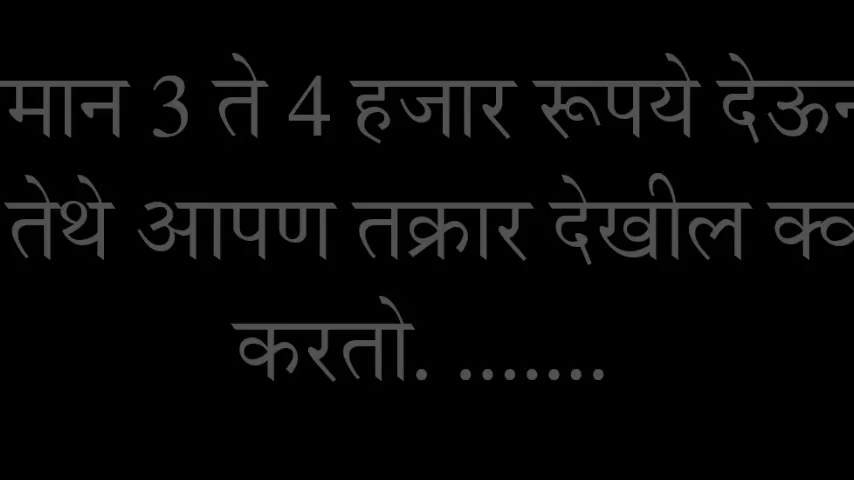 मान 3 ते 4 हजार रूपये देऊन
तेथे आपण तक्रार देखील
करतो. .......